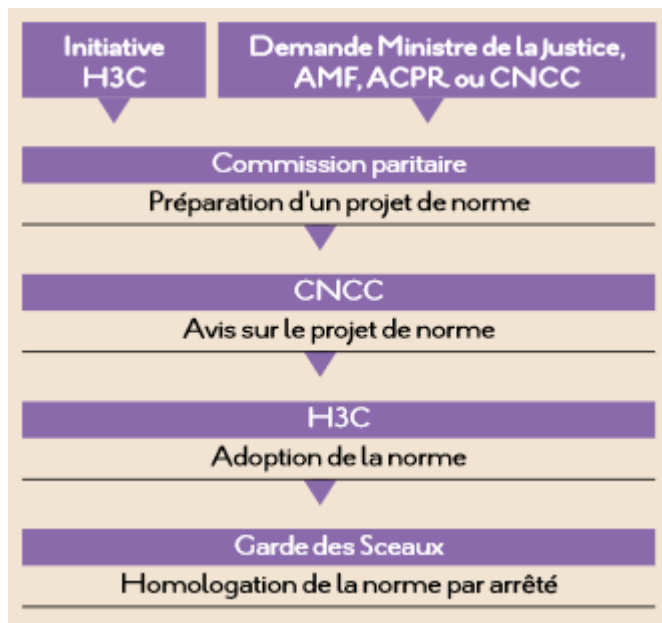 Initiative
H3C
Demande Ministre de la Justice,
AMF, ACPR ou CNCC
Commission paritaire
Préparation d'un projet de norme
CNCC
Avis sur le projet de norme
H3C
Adoption de la norme
Garde des Sceaux
Homologation de la norme par arrêté